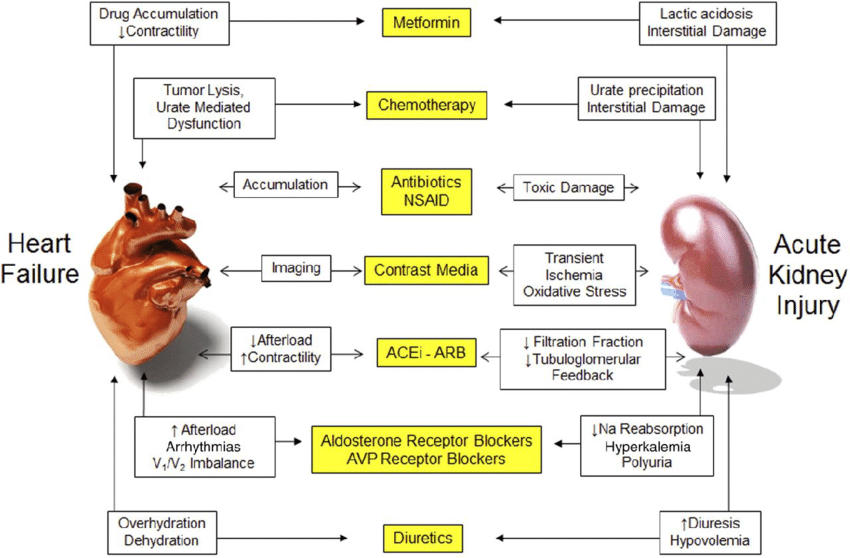 Drug Accumulation
↓Contractility
Metformin
Lactic acidosis
Interstitial Damage
Tumor Lysis,
Urate Mediated
Dysfunction
Chemotherapy
Urate precipitation
Interstitial Damage
Accumulation
Antibiotics
NSAID
Toxic Damage
Heart
Failure
Imaging
Contrast Media
Transient
Ischemia
Oxidative Stress
Acute
Kidney
Injury
↓Afterload
↑Contractility
ACEi - ARB
↓ Filtration Fraction
↓Tubuloglomerular
Feedback
↑ Afterload
Arrhythmias
V₁/V₂ Imbalance
Aldosterone Receptor Blockers
AVP Receptor Blockers
↓Na Reabsorption
Hyperkalemia
Polyuria
Overhydration
Dehydration
Diuretics
↑Diuresis
Hypovolemia